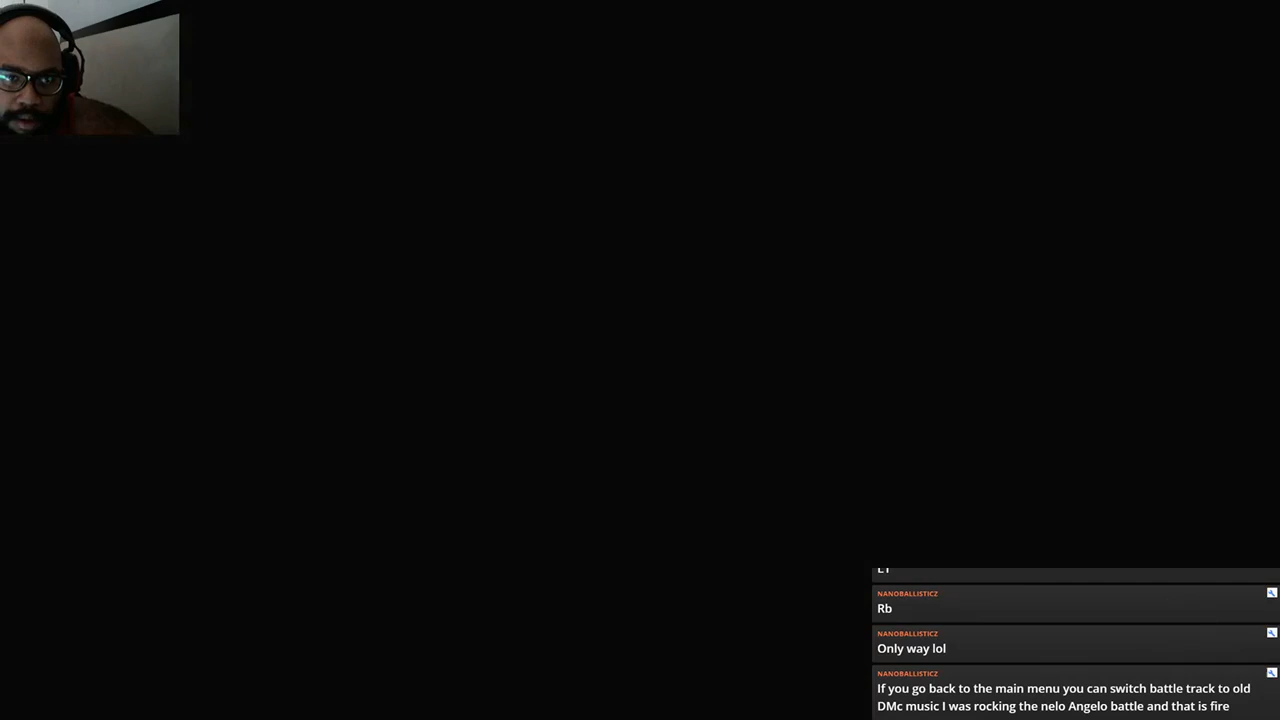 NANOBALLISTICZ
Rb
NANOBALLISTICZ
Only way lol
NANOBALLISTICZ
If you go back to the main menu you can switch battle track to old
DMc music I was rocking the nelo Angelo battle and that is fire